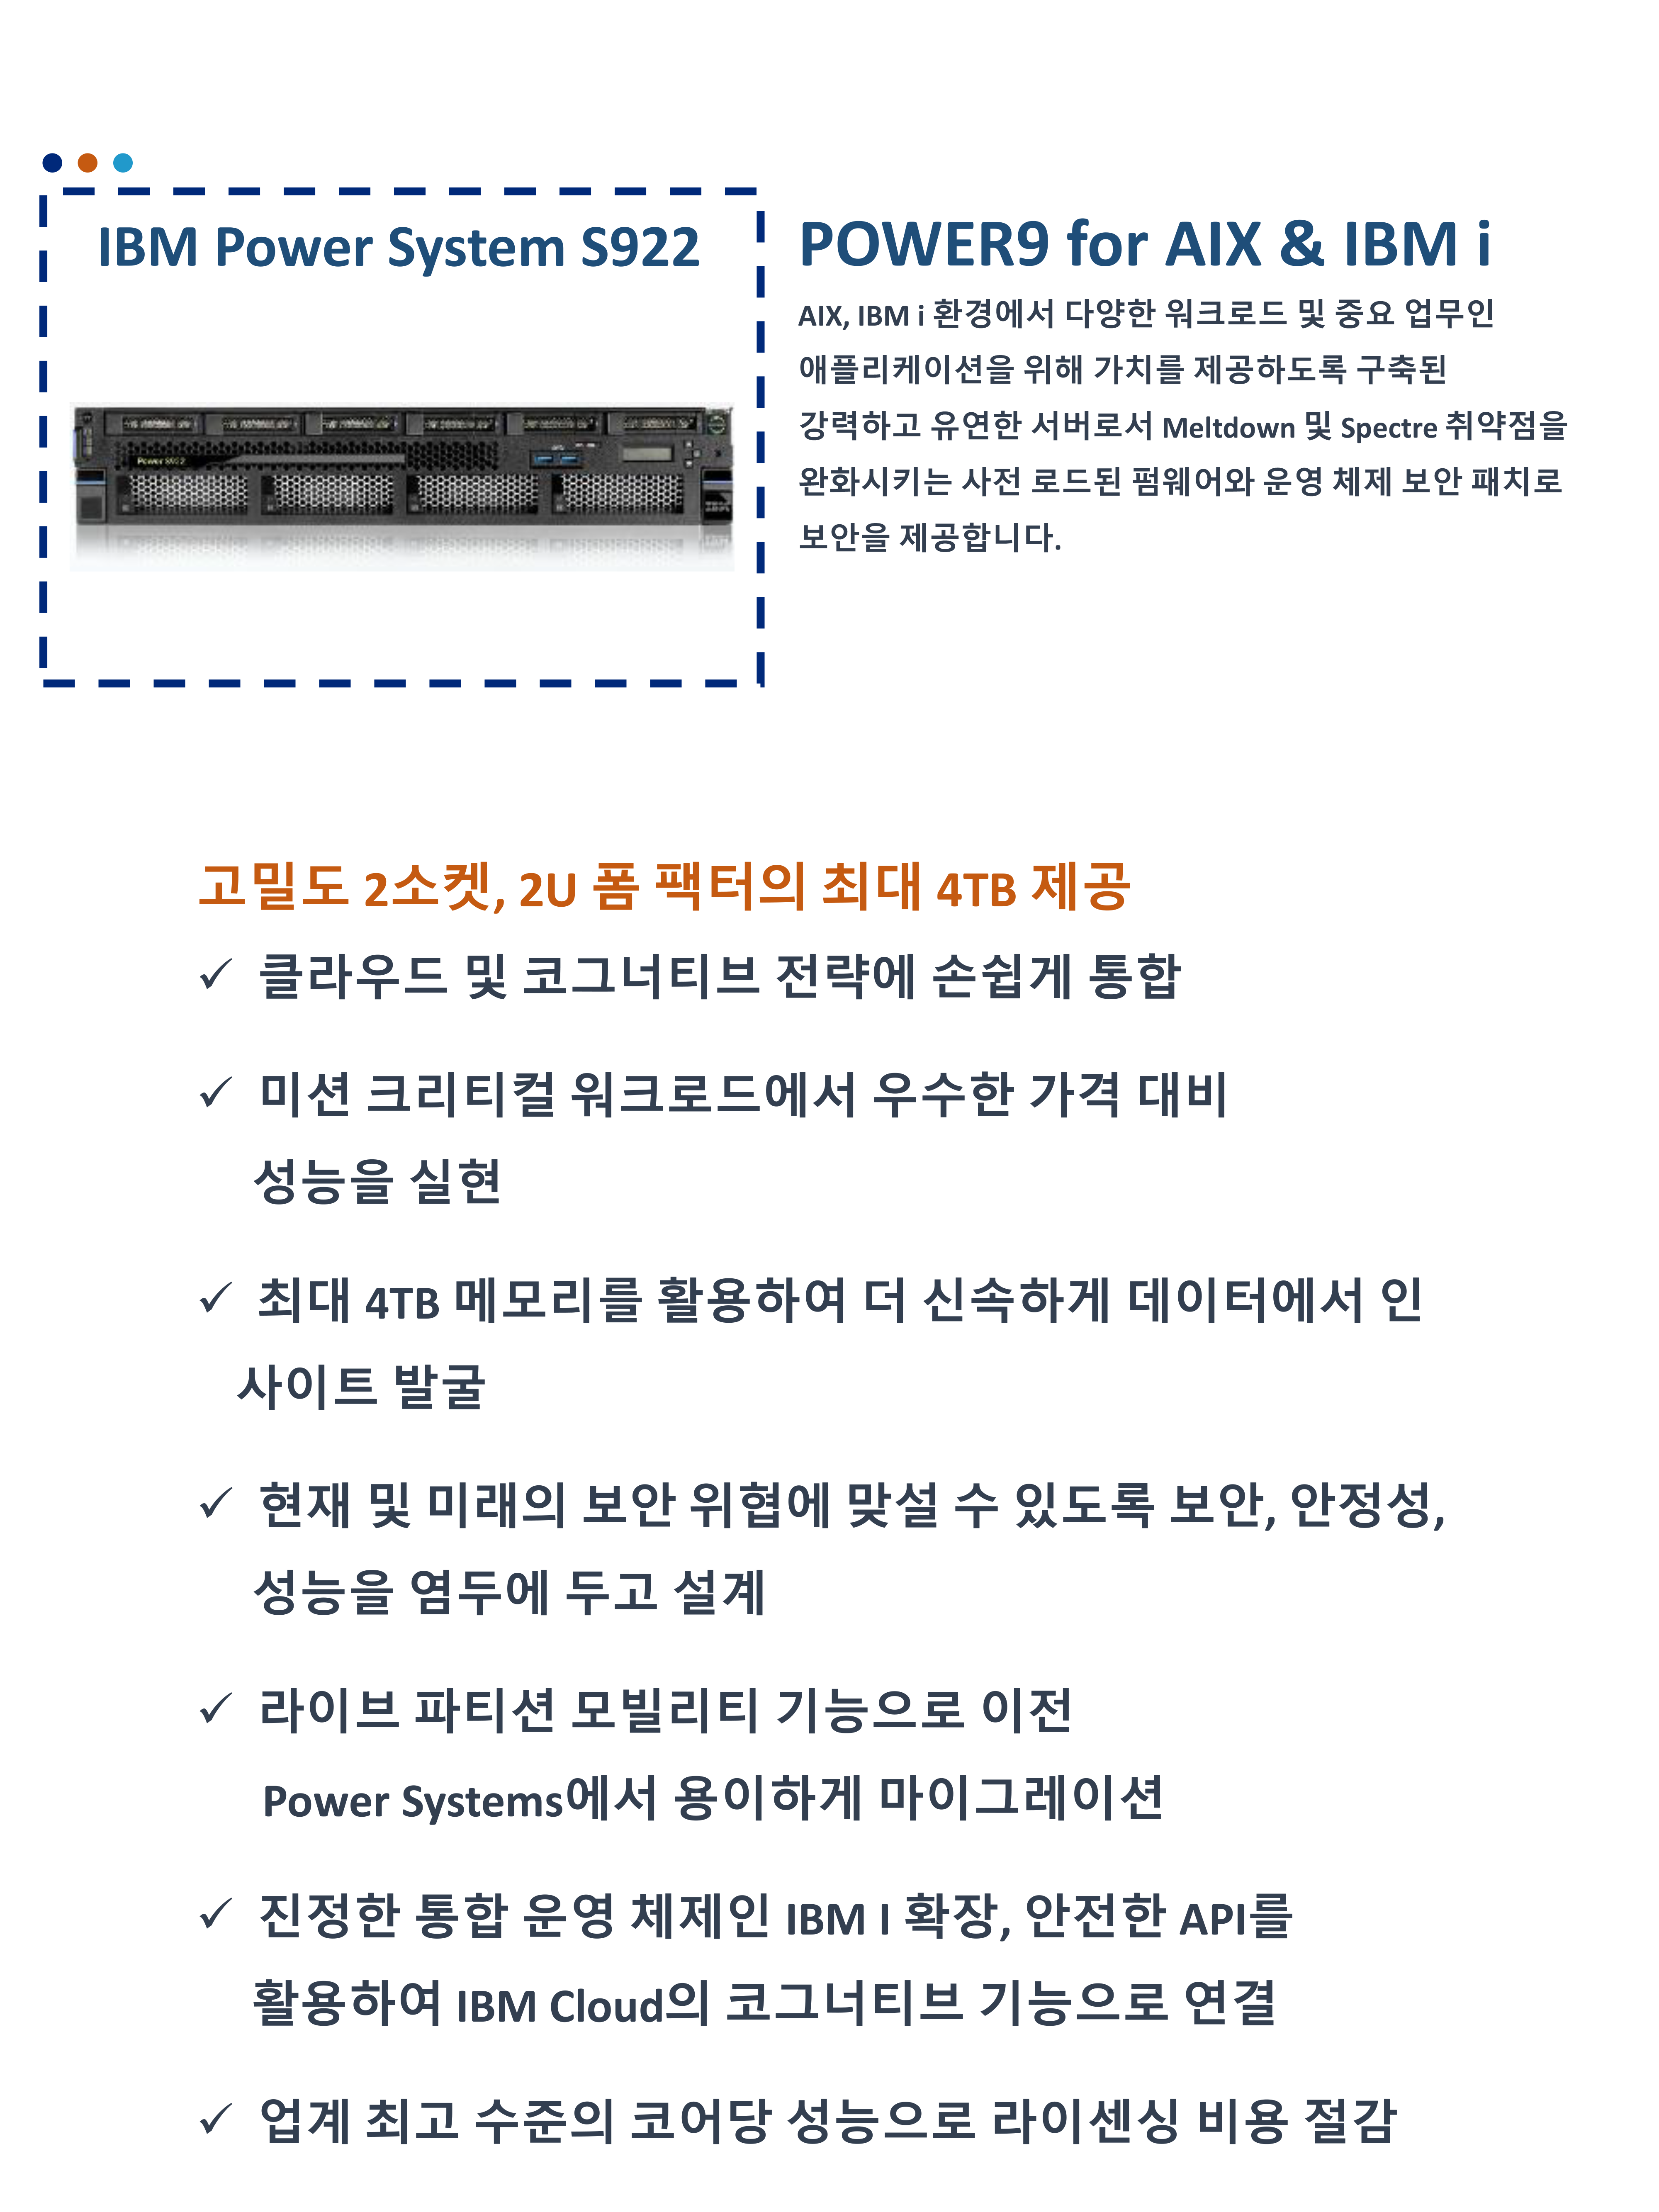 IBM Power System S922
Power S922
POWER9 for AIX & IBM i
AIX, IBM i 환경에서 다양한 워크로드 및 중요 업무인
애플리케이션을 위해 가치를 제공하도록 구축된
강력하고 유연한 서버로서 Meltdown 및 Spectre 취약점을
완화시키는 사전 로드된 펌웨어와 운영 체제 보안 패치로
보안을 제공합니다.
고밀도 2소켓, 2U 폼 팩터의 최대 4TB 제공
✓ 클라우드 및 코그너티브 전략에 손쉽게 통합
✓ 미션 크리티컬 워크로드에서 우수한 가격 대비
성능을 실현
✓ 최대 4TB 메모리를 활용하여 더 신속하게 데이터에서 인
사이트 발굴
✓ 현재 및 미래의 보안 위협에 맞설 수 있도록 보안, 안정성,
성능을 염두에 두고 설계
✓ 라이브 파티션 모빌리티 기능으로 이전
Power Systems에서 용이하게 마이그레이션
✓ 진정한 통합 운영 체제인 IBM I 확장, 안전한 API를
활용하여 IBM Cloud의 코그너티브 기능으로 연결
✓ 업계 최고 수준의 코어당 성능으로 라이센싱 비용 절감